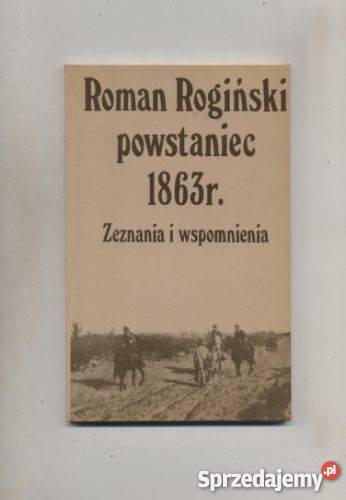 Roman Rogiński
powstaniec
1863r.
Zeznania i wspomnienia
Sprzedajemy.pl